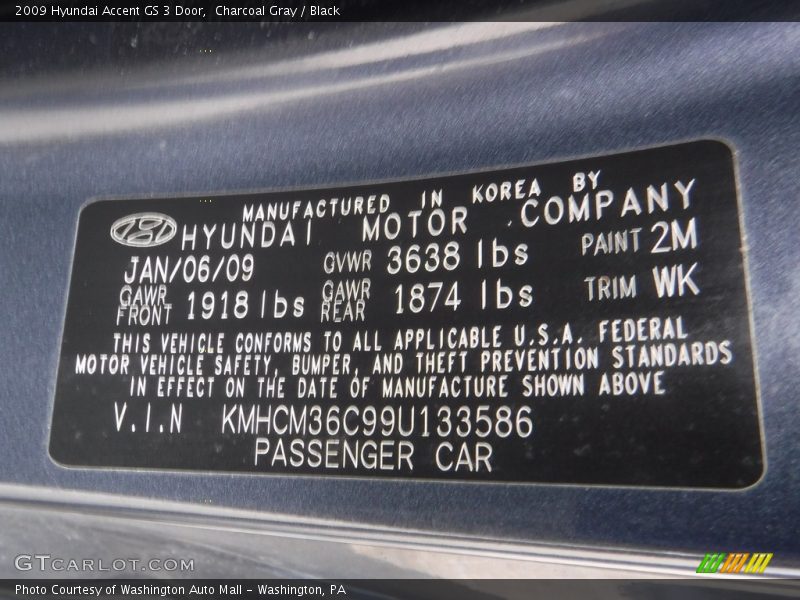 2009 Hyundai Accent GS 3 Door, Charcoal Gray / Black
MANUFACTURED IN KOREA BY
HYUNDAI MOTOR COMPANY
JAN/06/09 GVWR 3638 lbs PAINT 2M
GAWR FRONT 1918 lbs GAWR REAR 1874 lbs TRIM WK
THIS VEHICLE CONFORMS TO ALL APPLICABLE U.S.A. FEDERAL
MOTOR VEHICLE SAFETY, BUMPER, AND THEFT PREVENTION STANDARDS
IN EFFECT ON THE DATE OF MANUFACTURE SHOWN ABOVE
V.I.N KMHCM36C99U133586
PASSENGER CAR
GTCARLOT.COM
Photo Courtesy of Washington Auto Mall - Washington, PA